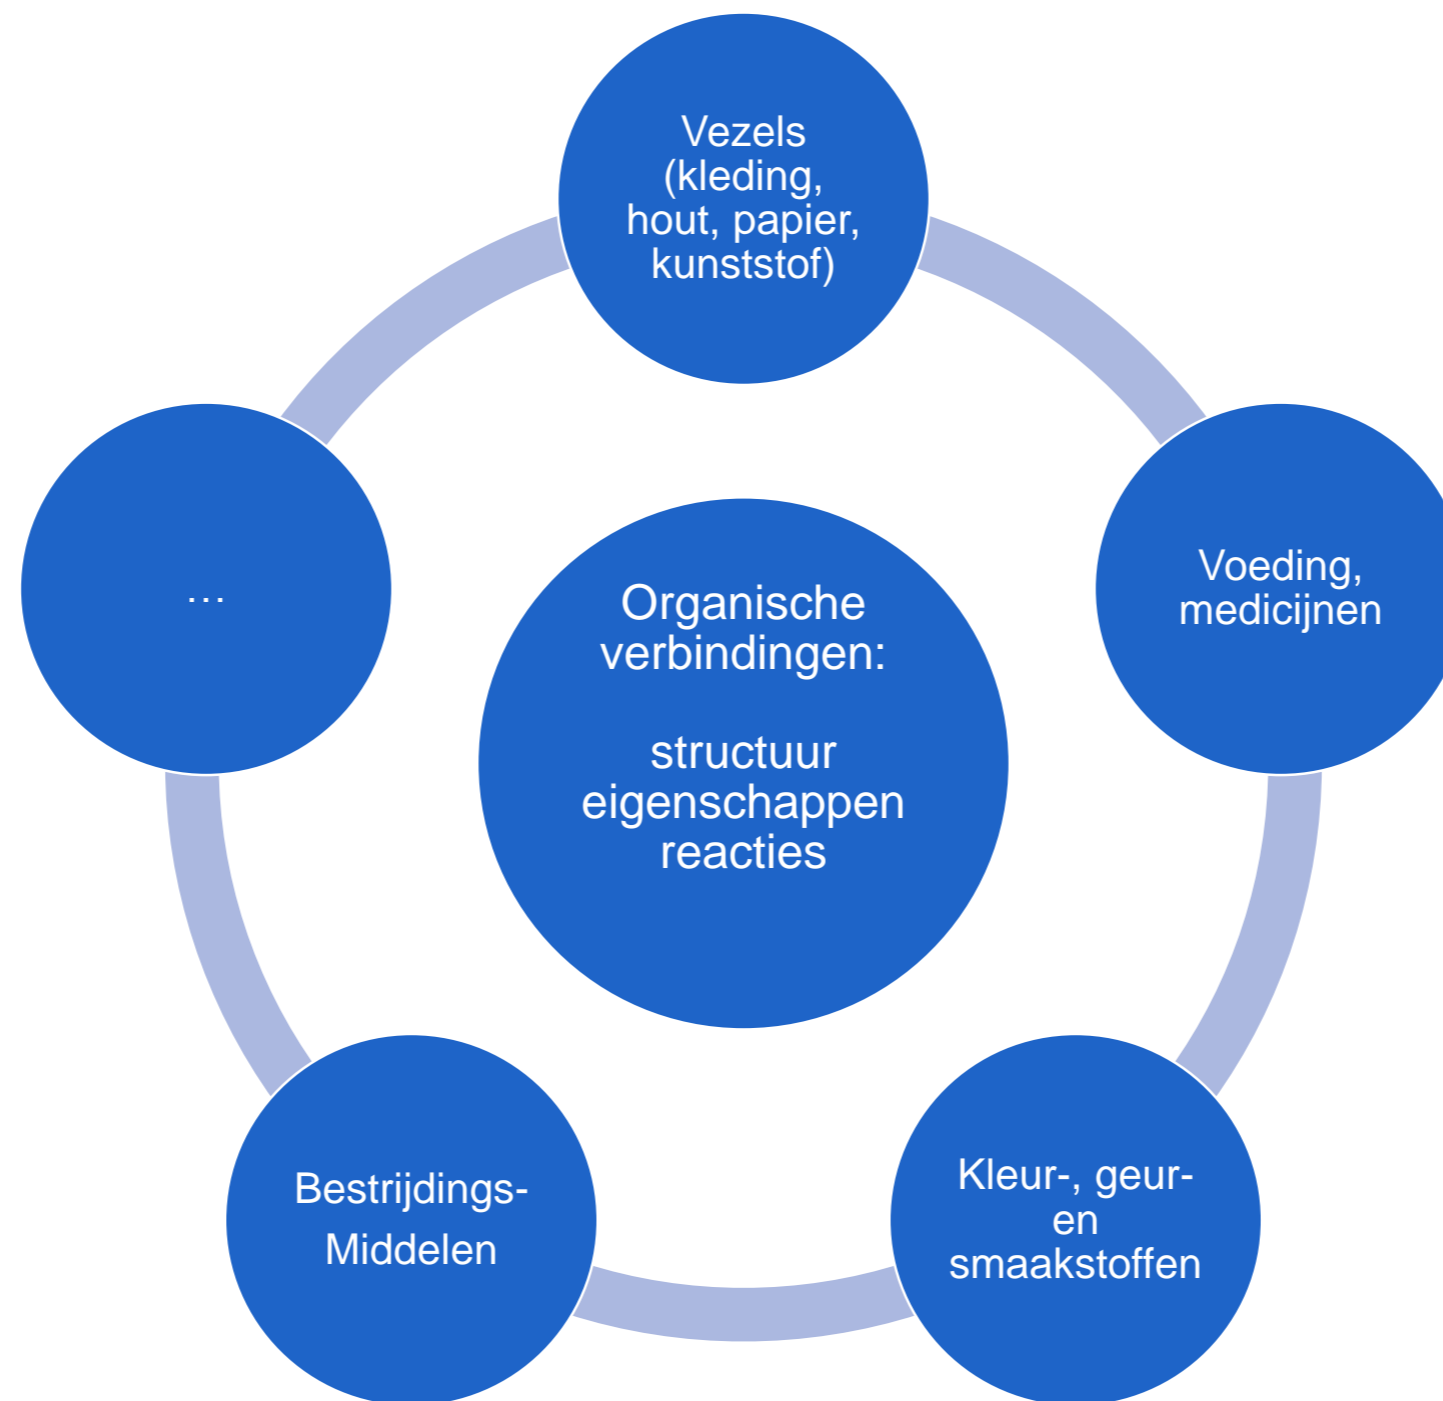 Vezels
(kleding,
hout, papier,
kunststof)
Voeding,
medicijnen
Kleur-, geur-
en
smaakstoffen
Bestrijdings-
Middelen
...
Organische
verbindingen:
structuur
eigenschappen
reacties